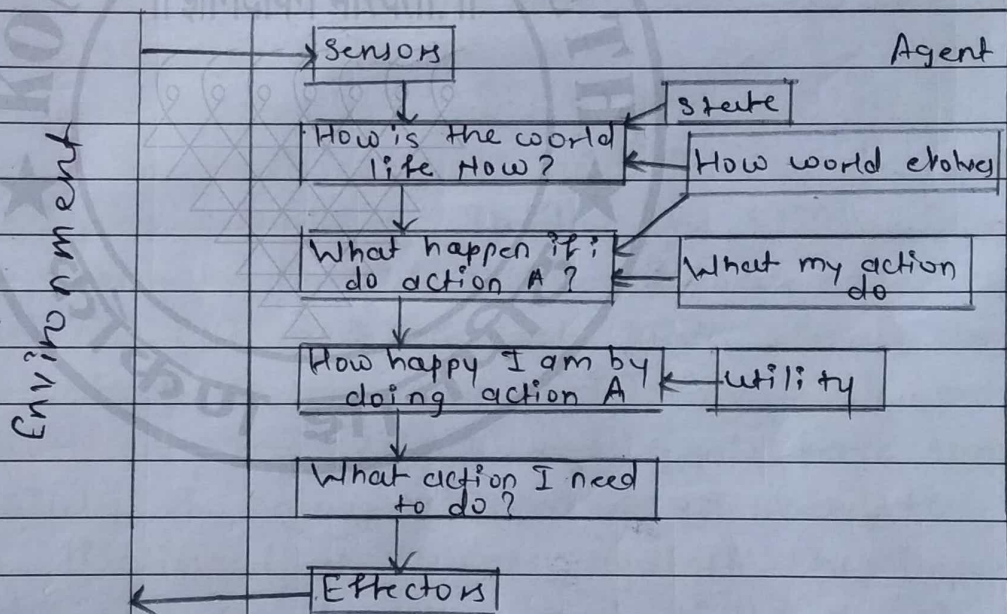 Sensors
Agent
State
How is the world
life How?
How world evolves
What happen if i
do action A?
What my action
do
How happy I am by
doing action A
utility
What action I need
to do?
Effectors
Environment